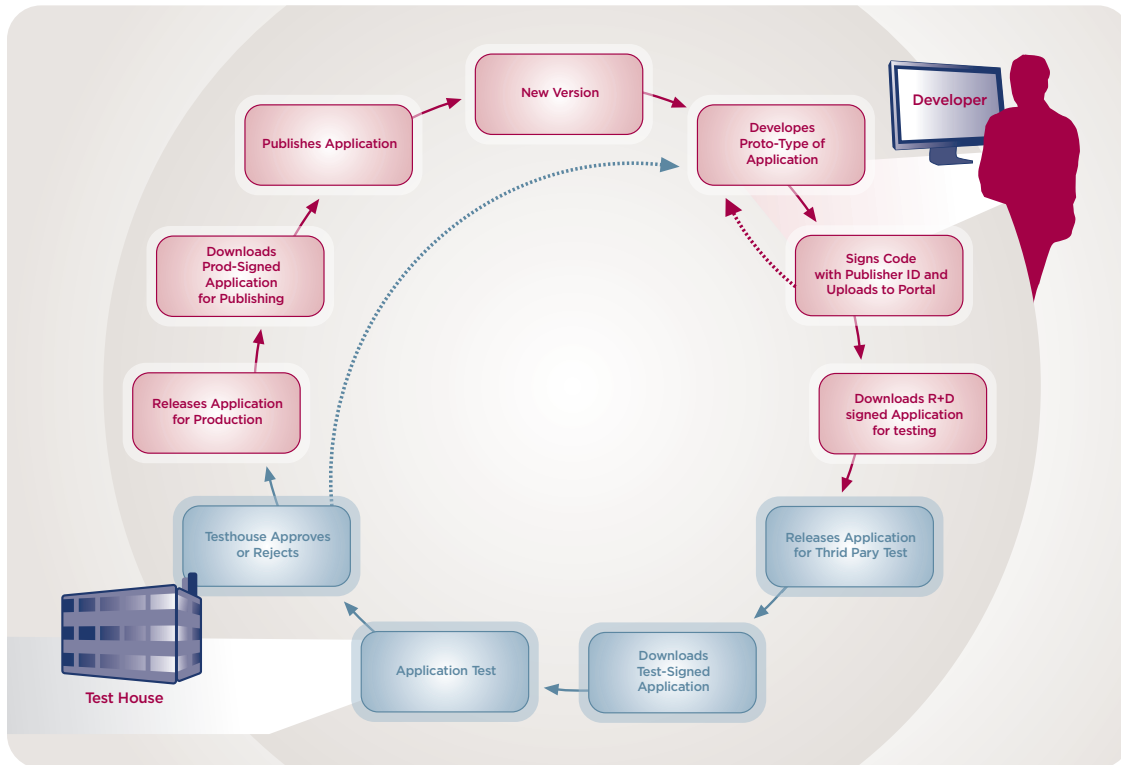 New Version
Developer
Developes
Proto-Type of
Application
Publishes Application
Signs Code
with Publisher ID and
Uploads to Portal
Downloads
Prod-Signed
Application
for Publishing
Downloads R+D
signed Application
for testing
Releases Application
for Production
Releases Application
for Thrid Pary Test
Testhouse Approves
or Rejects
Downloads
Test-Signed
Application
Application Test
Test House